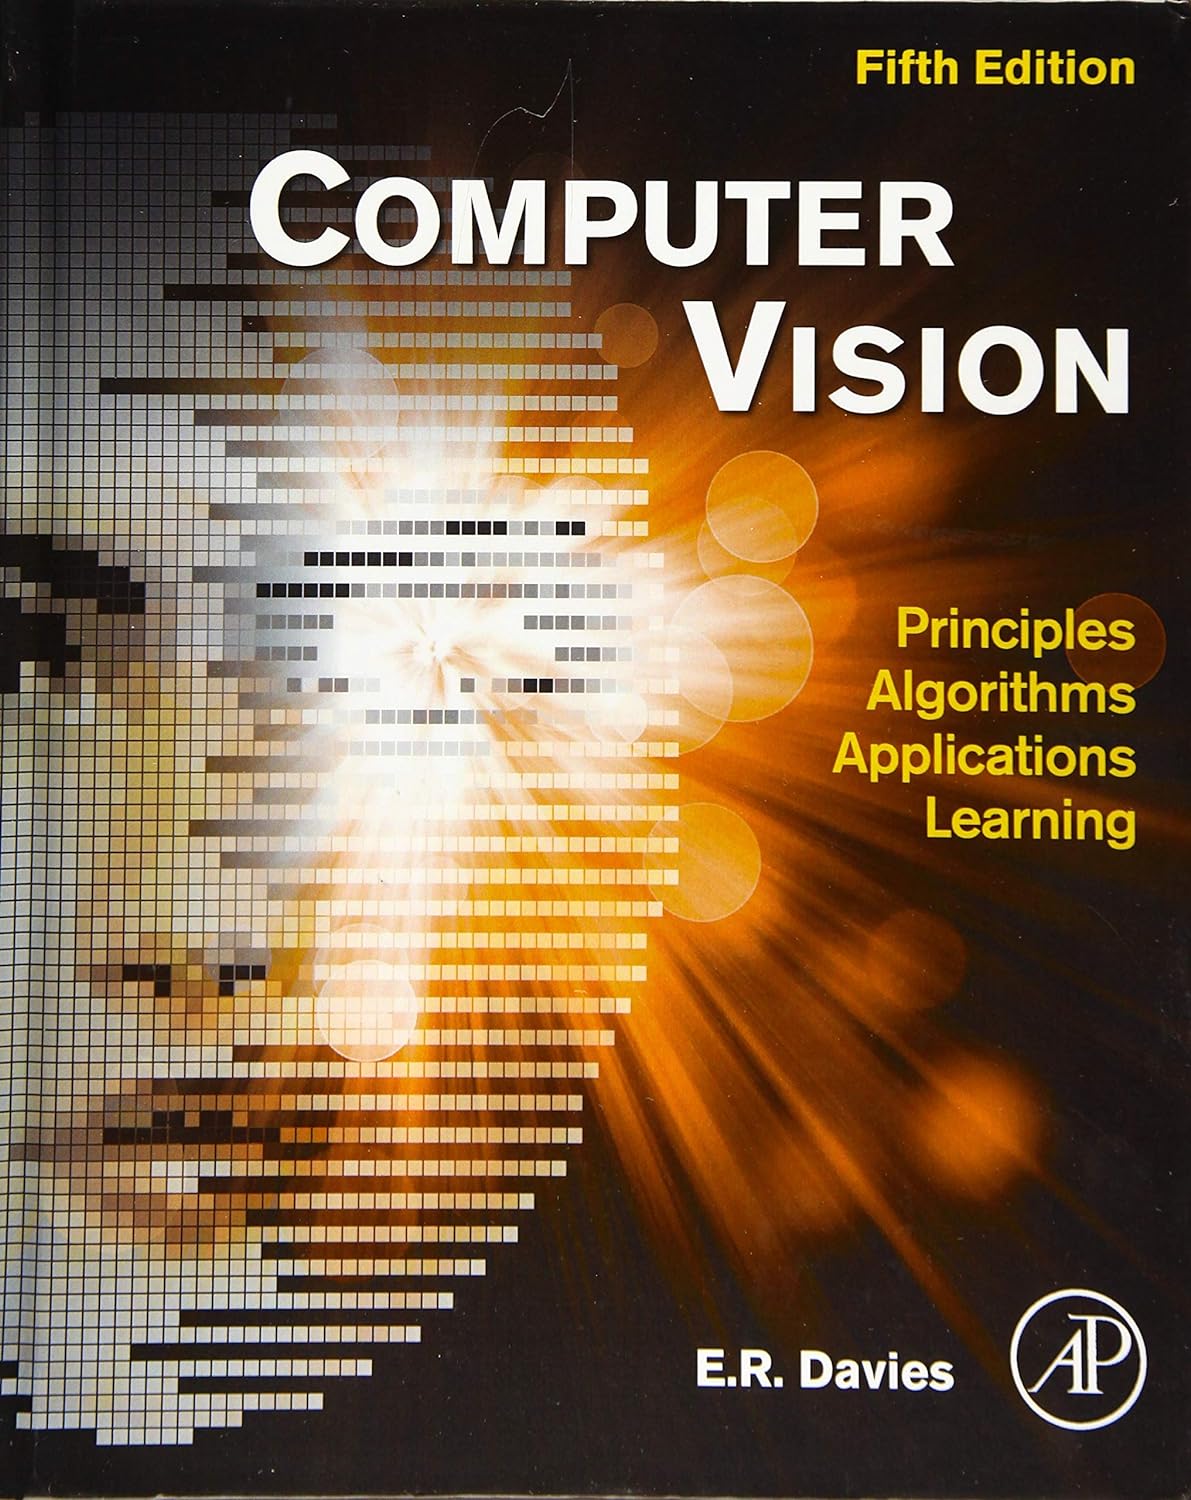 Fifth Edition
COMPUTER
VISION
Principles
Algorithms
Applications
Learning
E.R. Davies
AP